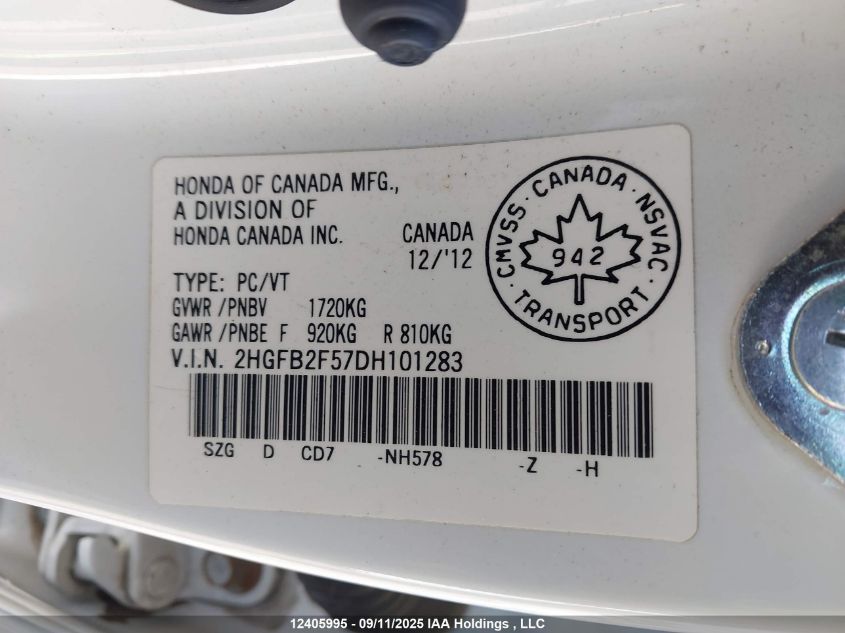 HONDA OF CANADA MFG.,
A DIVISION OF
HONDA CANADA INC.
CANADA
12/'12
TYPE: PC/VT
GVWR /PNBV 1720KG
GAWR /PNBE F 920KG R 810KG
V.I.N. 2HGFB2F57DH101283
SZG D CD7 -NH578 -Z -H
CMVSS · CANADA · NSVAC
942
TRANSPORT
12405995 - 09/11/2025 IAA Holdings , LLC